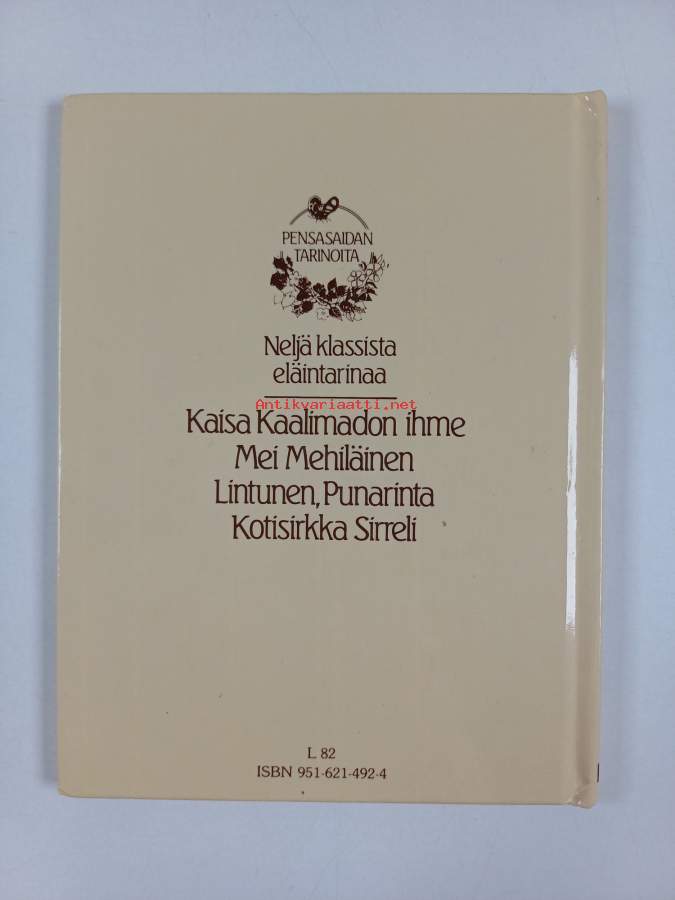 PENSASAIDAN
TARINOITA
Neljä klassista
eläintarinaa
Antikvariaatti.net
Kaisa Kaalimadon ihme
Mei Mehiläinen
Lintunen, Punarinta
Kotisirkka Sirreli
L 82
ISBN 951-621-492-4